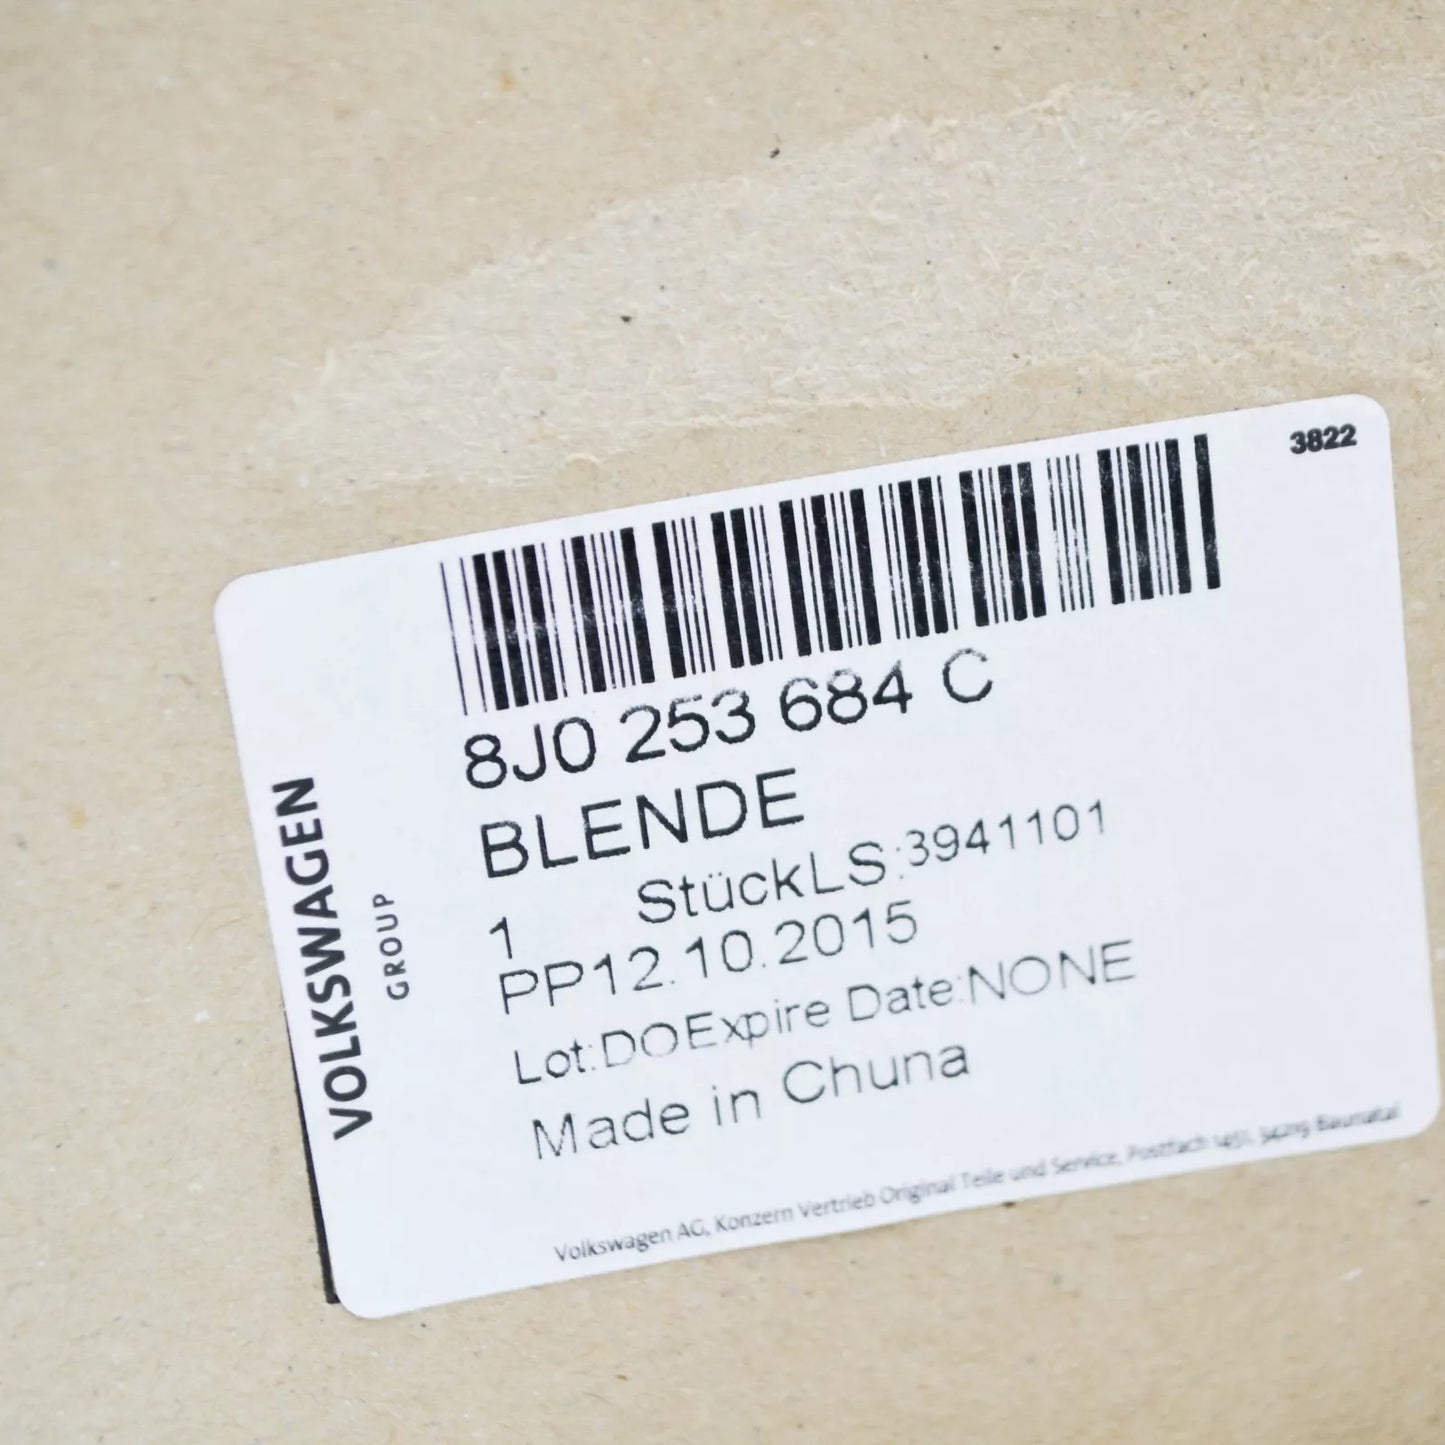 3822
8J0 253 684 C
BLENDE
1 StückLS:3941101
PP12.10.2015
Lot:DOExpire Date:NONE
Made in Chuna
VOLKSWAGEN
GROUP
Volkswagen AG, Konzern Vertrieb Original Teile und Service, Postfach 1451, 34219 Baunatal